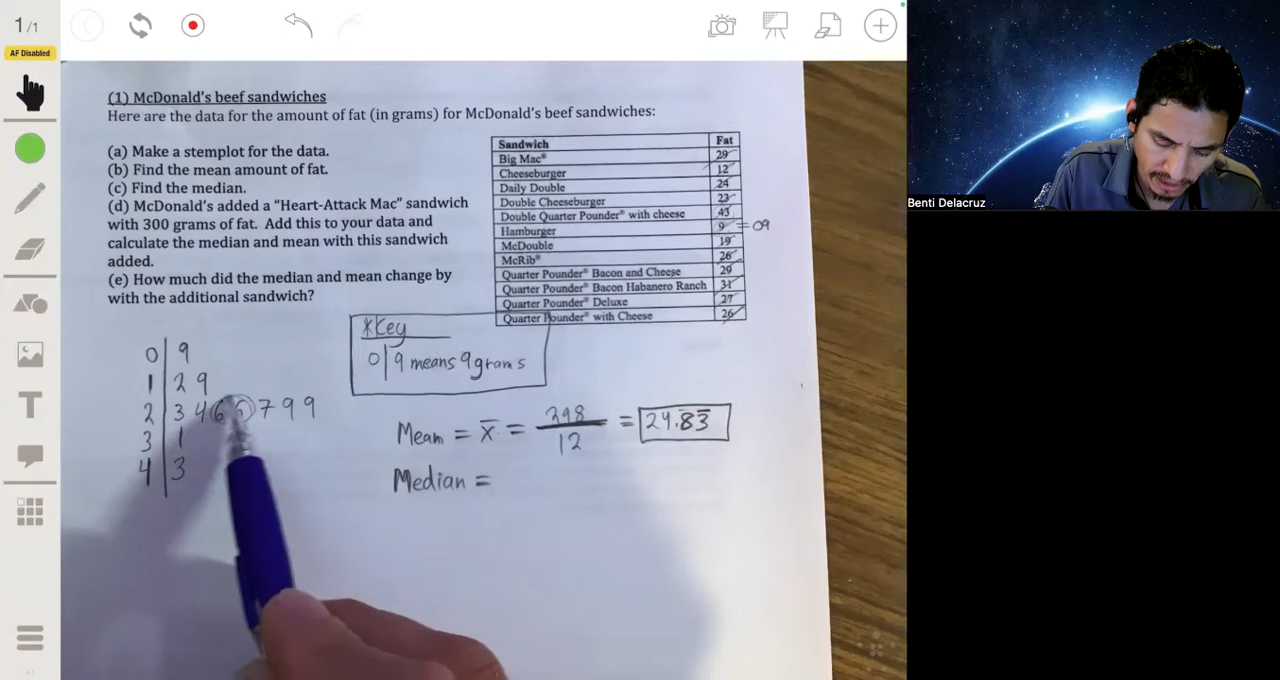 1/1
AF Disabled
(1) McDonald's beef sandwiches
Here are the data for the amount of fat (in grams) for McDonald's beef sandwiches:
(a) Make a stemplot for the data.
(b) Find the mean amount of fat.
(c) Find the median.
(d) McDonald's added a "Heart-Attack Mac" sandwich
with 300 grams of fat. Add this to your data and
calculate the median and mean with this sandwich
added.
(e) How much did the median and mean change by
with the additional sandwich?
Sandwich Fat
Big Mac® 29
Cheeseburger 12
Daily Double 24
Double Cheeseburger 23
Double Quarter Pounder® with cheese 43
Hamburger 9 = 09
McDouble 19
McRib® 26
Quarter Pounder® Bacon and Cheese 29
Quarter Pounder® Bacon Habanero Ranch 31
Quarter Pounder® Deluxe 27
Quarter Pounder® with Cheese 26
*Key
0|9 means 9 grams
0|9
1|2 9
2|3 4 6 6 7 9 9
3|1
4|3
Mean = x̄ = 298/12 = 24.83̅
Median =
Benti Delacruz
T